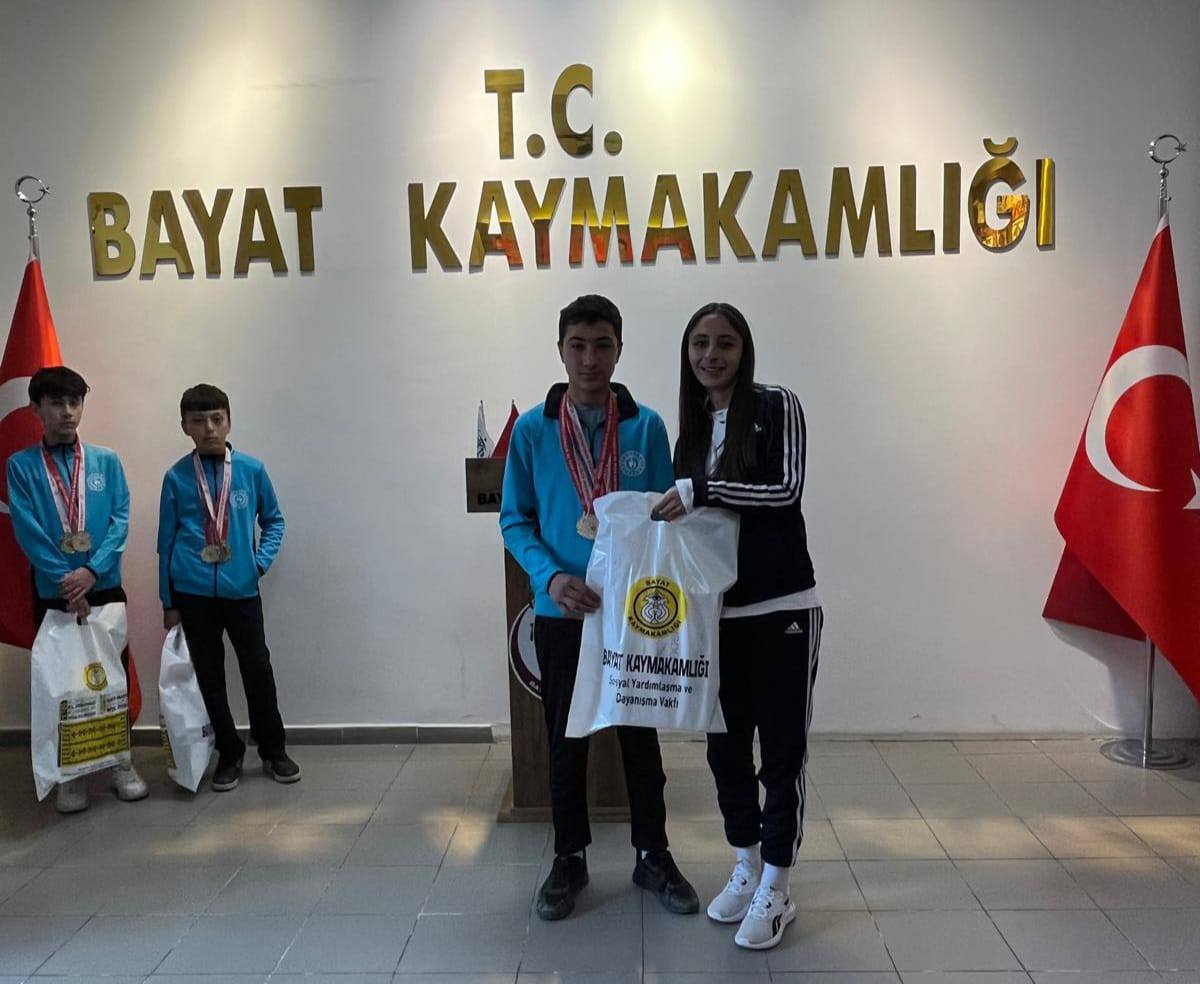 T.C.
BAYAT KAYMAKAMLIĞI
BAYAT
KAYMAKAMLIĞI
BAYAT KAYMAKAMLIĞI
Sosyal Yardımlaşma ve
Dayanışma Vakfı